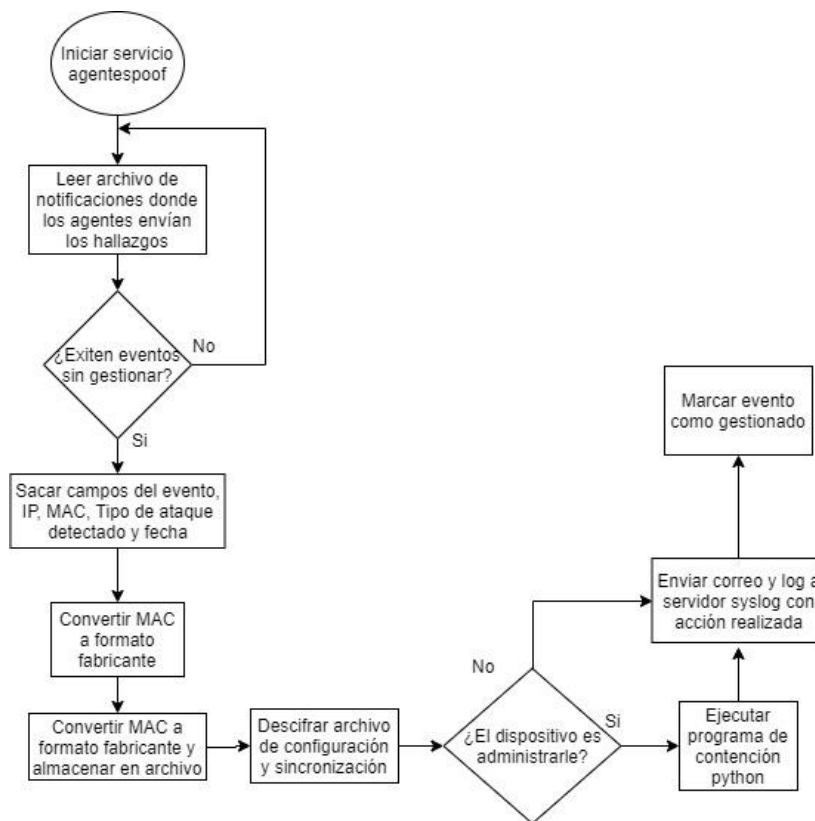 Iniciar servicio
agentespoof
Leer archivo de
notificaciones donde
los agentes envían
los hallazgos
¿Exiten eventos
sin gestionar?
No
Si
Sacar campos del evento,
IP, MAC, Tipo de ataque
detectado y fecha
Convertir MAC
a formato
fabricante
Convertir MAC a
formato fabricante y
almacenar en archivo
Descifrar archivo
de configuración
y sincronización
¿El dispositivo es
administrarle?
No
Si
Ejecutar
programa de
contención
python
Enviar correo y log a
servidor syslog con
acción realizada
Marcar evento
como gestionado